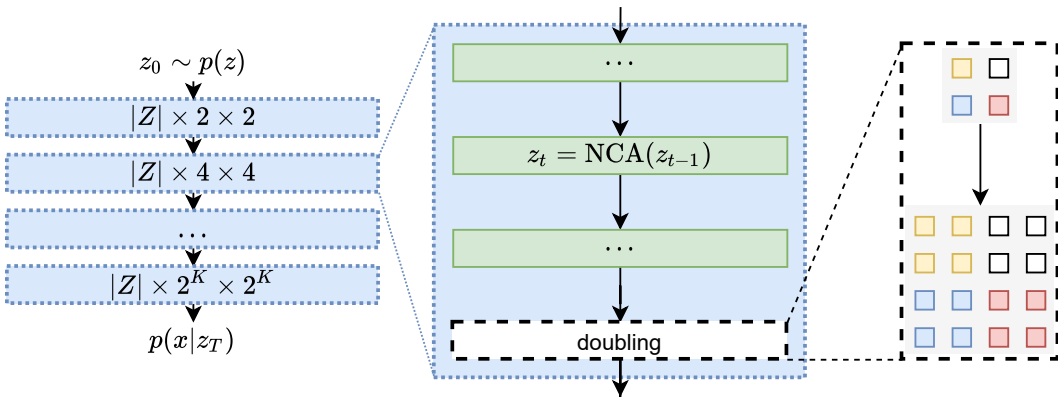 z_0 ∼ p(z)
|Z| × 2 × 2
|Z| × 4 × 4
...
|Z| × 2^K × 2^K
p(x|z_T)
...
z_t = NCA(z_{t−1})
...
doubling